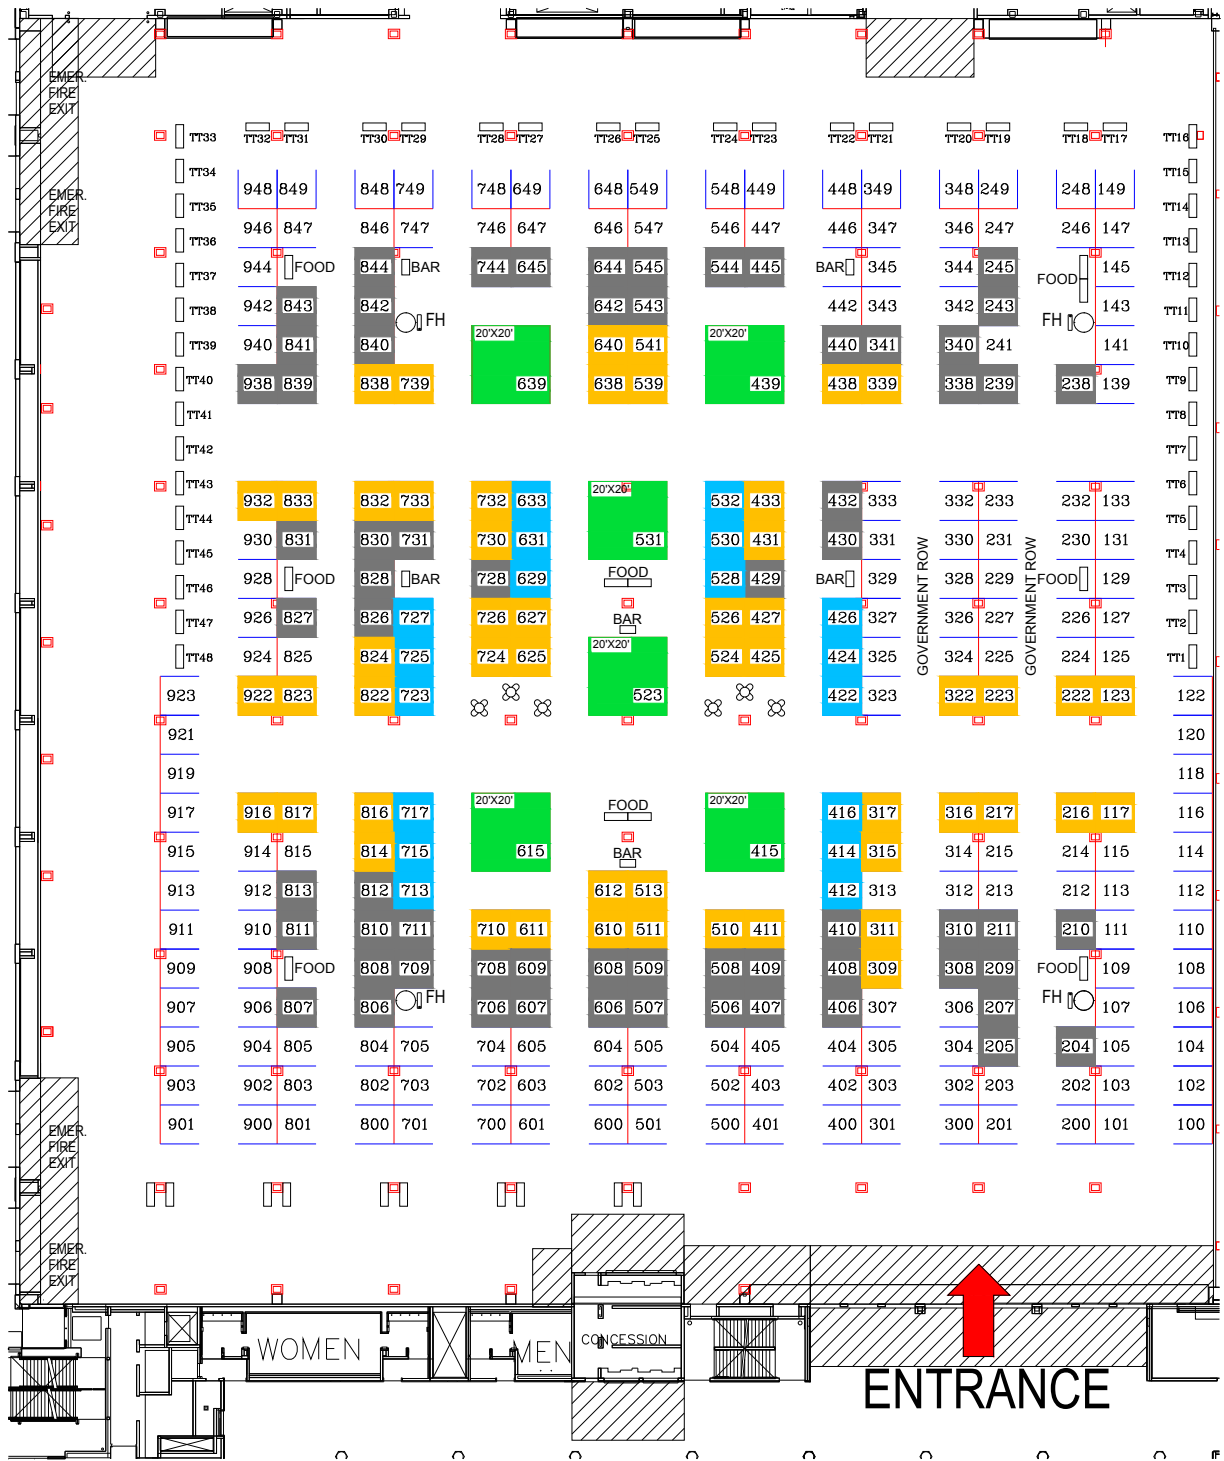 EMER.
FIRE
EXIT
TT33 TT32 TT31 TT30 TT29 TT28 TT27 TT26 TT25 TT24 TT23 TT22 TT21 TT20 TT19 TT18 TT17 TT16
TT34 TT15
EMER.
FIRE
EXIT
948 849 848 749 748 649 648 549 548 449 448 349 348 249 248 149
TT35 TT14
946 847 846 747 746 647 646 547 546 447 446 347 346 247 246 147
TT36 TT13
944 FOOD 844 BAR 744 645 644 545 544 445 BAR 345 344 245 FOOD 145
TT37 TT12
942 843 842 642 543 442 343 342 243 143
TT38 TT11
FH FH
20'X20' 20'X20'
TT39 940 841 840 640 541 440 341 340 241 141 TT10
TT40 938 839 838 739 639 638 539 439 438 339 338 239 238 139 TT9
TT41 TT8
TT42 TT7
TT43 TT6
20'X20'
932 833 832 733 732 633 532 433 432 333 332 233 232 133
TT44 TT5
930 831 830 731 730 631 531 530 431 430 331 330 231 230 131
TT45 TT4
928 FOOD 828 BAR 728 629 FOOD 528 429 BAR 329 328 229 FOOD 129
TT46 TT3
GOVERNMENT ROW
GOVERNMENT ROW
926 827 826 727 726 627 BAR 526 427 426 327 326 227 226 127
TT47 TT2
20'X20'
924 825 824 725 724 625 524 425 424 325 324 225 224 125
TT48 TT1
923 922 823 822 723 523 422 323 322 223 222 123 122
921 120
919 118
20'X20' 20'X20'
917 916 817 816 717 FOOD 416 317 316 217 216 117 116
915 914 815 814 715 615 BAR 415 414 315 314 215 214 115 114
913 912 813 812 713 612 513 412 313 312 213 212 113 112
911 910 811 810 711 710 611 610 511 510 411 410 311 310 211 210 111 110
909 908 FOOD 808 709 708 609 608 509 508 409 408 309 308 209 FOOD 109 108
FH FH
907 906 807 806 706 607 606 507 506 407 406 307 306 207 107 106
905 904 805 804 705 704 605 604 505 504 405 404 305 304 205 204 105 104
903 902 803 802 703 702 603 602 503 502 403 402 303 302 203 202 103 102
901 900 801 800 701 700 601 600 501 500 401 400 301 300 201 200 101 100
EMER.
FIRE
EXIT
EMER.
FIRE
EXIT
WOMEN
MEN
CONCESSION
ENTRANCE